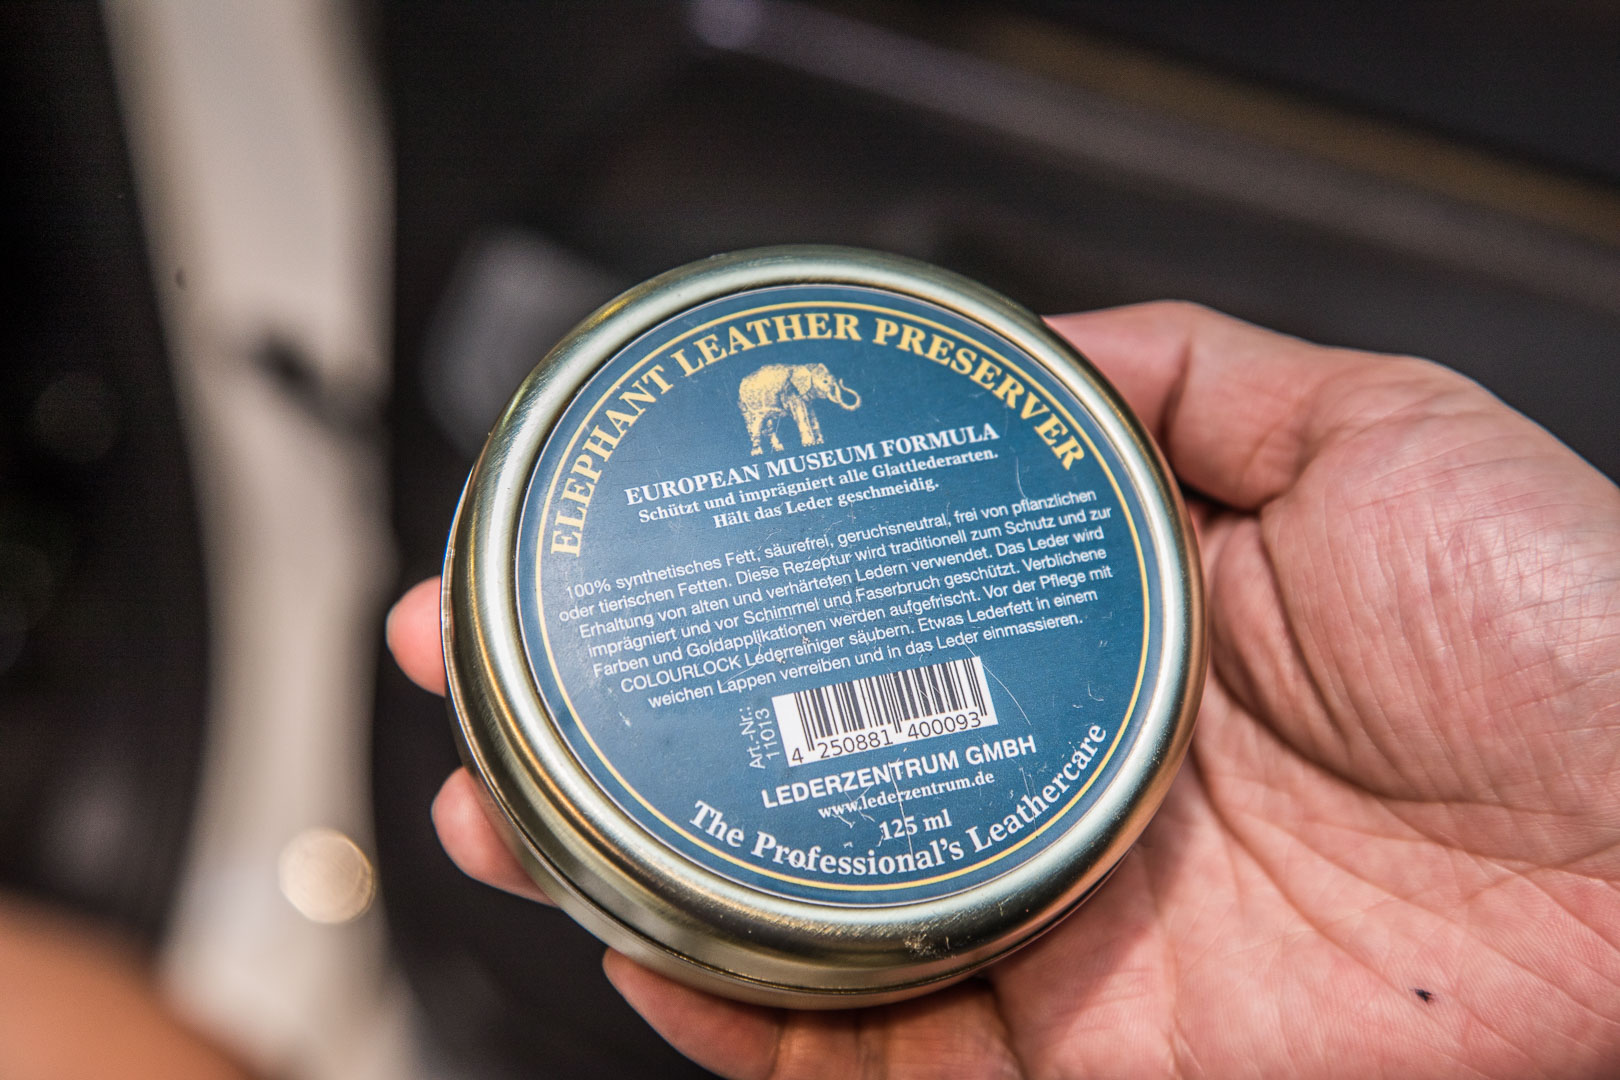 ELEPHANT LEATHER PRESERVER
EUROPEAN MUSEUM FORMULA
Schützt und imprägniert alle Glattlederarten.
Hält das Leder geschmeidig.
100% synthetisches Fett, säurefrei, geruchsneutral, frei von pflanzlichen
oder tierischen Fetten. Diese Rezeptur wird traditionell zum Schutz und zur
Erhaltung von alten und verhärteten Ledern verwendet. Das Leder wird
imprägniert und vor Schimmel und Faserbruch geschützt. Verblichene
Farben und Goldapplikationen werden aufgefrischt. Vor der Pflege mit
COLOURLOCK Lederreiniger säubern. Etwas Lederfett in einem
weichen Lappen verreiben und in das Leder einmassieren.
Art.-Nr.:
11013
4 250881 400093
LEDERZENTRUM GMBH
www.lederzentrum.de
125 ml
The Professional's Leathercare